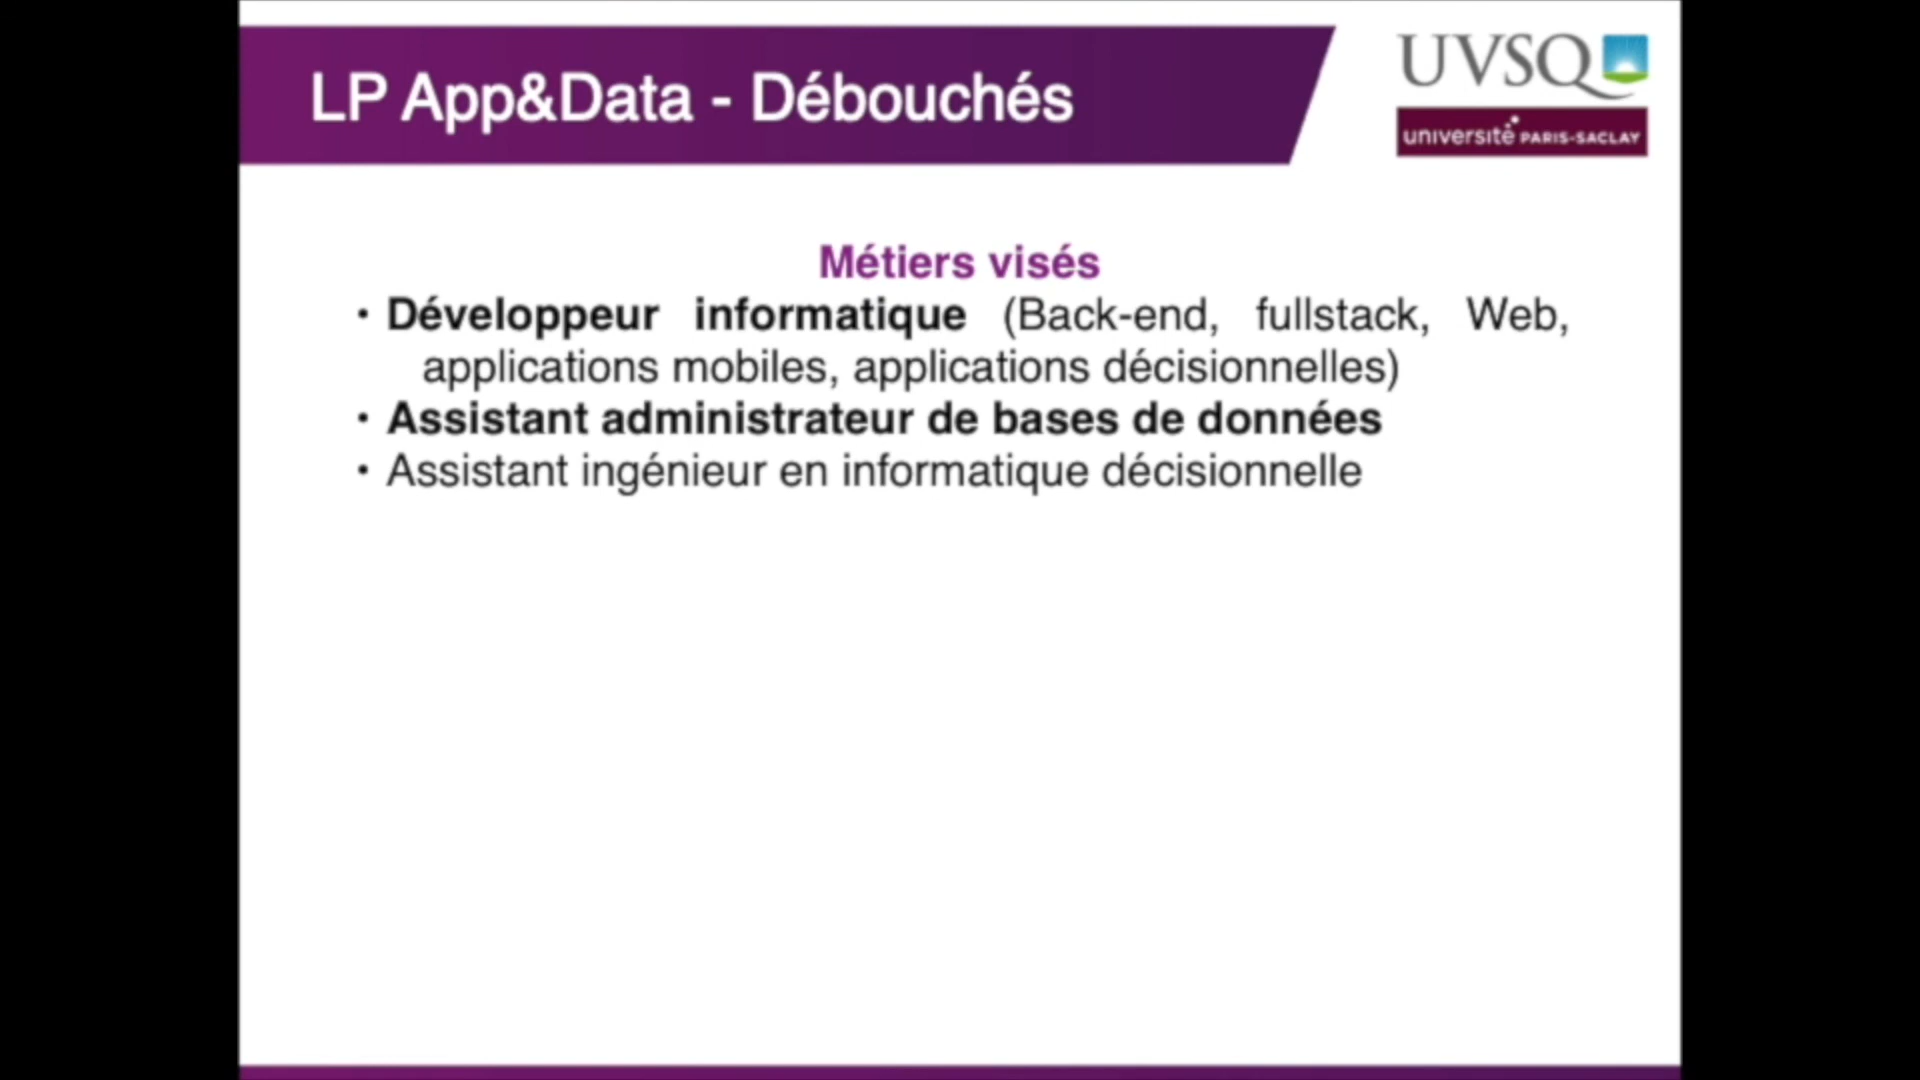 LP App&Data - Débouchés
UVSQ
université PARIS-SACLAY
Métiers visés
• Développeur informatique (Back-end, fullstack, Web,
applications mobiles, applications décisionnelles)
• Assistant administrateur de bases de données
• Assistant ingénieur en informatique décisionnelle